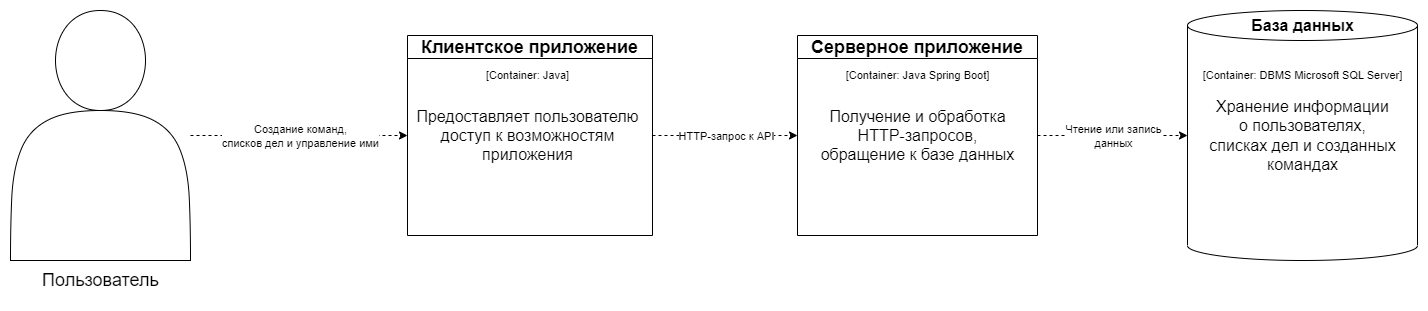 Пользователь
Создание команд,
списков дел и управление ими
Клиентское приложение
[Container: Java]
Предоставляет пользователю
доступ к возможностям
приложения
HTTP-запрос к API
Серверное приложение
[Container: Java Spring Boot]
Получение и обработка
HTTP-запросов,
обращение к базе данных
Чтение или запись
данных
База данных
[Container: DBMS Microsoft SQL Server]
Хранение информации
о пользователях,
списках дел и созданных
командах